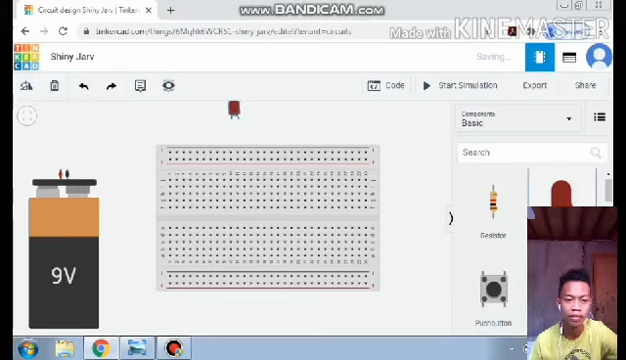 www.BANDICAM.com
Circuit design Shiny Jarv | Tinker
Made with KINEMASTER
TIN
KER
CAD
Shiny Jarv
Saving...
Code
Start Simulation
Export
Share
Components
Basic
Search
Resistor
Pushbutton
9V